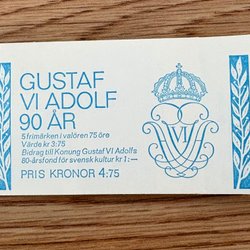 GUSTAF
VI ADOLF
90 ÅR
5 frimärken i valören 75 öre
Värde kr 3:75
Bidrag till Konung Gustaf VI Adolfs
80-årsfond för svensk kultur kr 1:—
PRIS KRONOR 4:75
VI